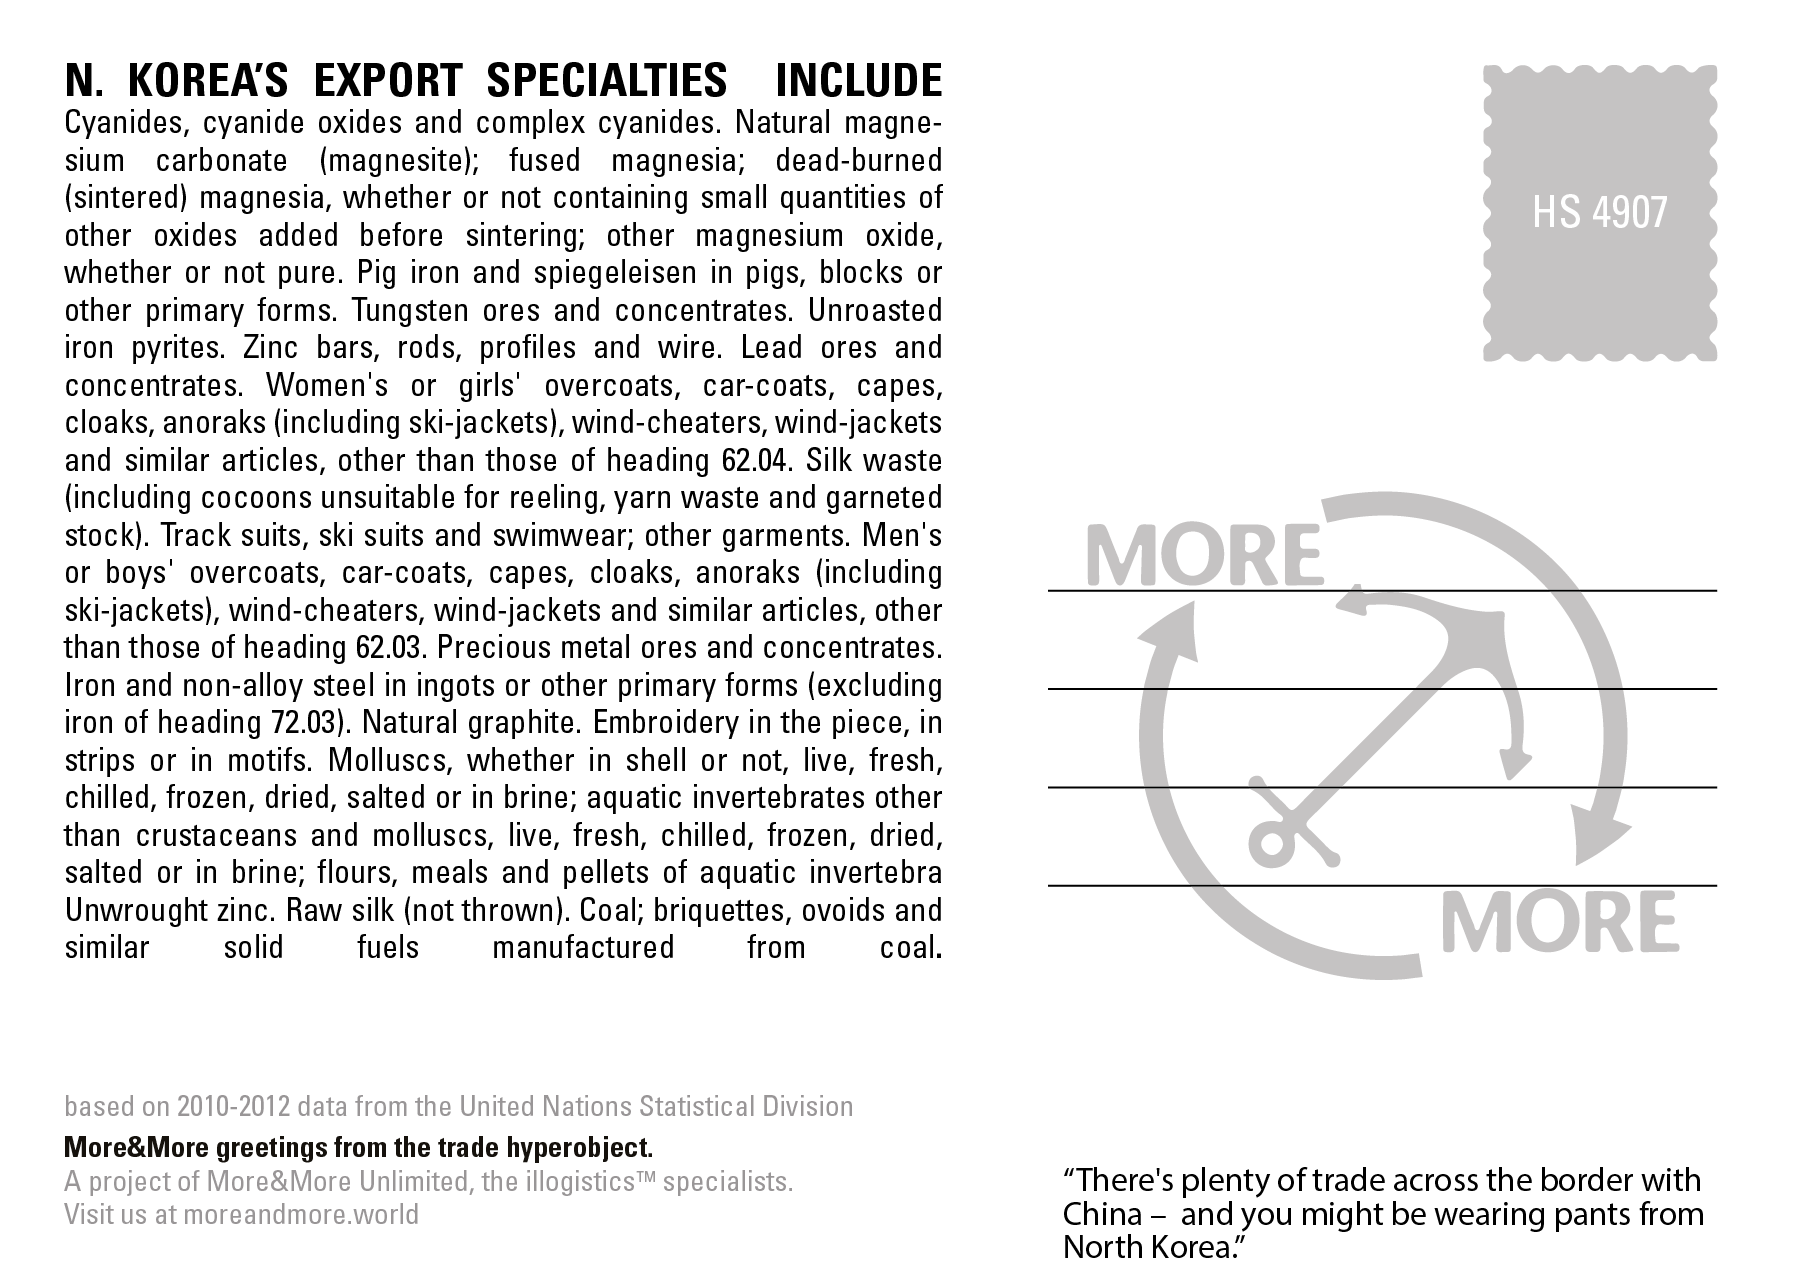 N. KOREA’S EXPORT SPECIALTIES INCLUDE
Cyanides, cyanide oxides and complex cyanides. Natural magne-
sium carbonate (magnesite); fused magnesia; dead-burned
(sintered) magnesia, whether or not containing small quantities of
other oxides added before sintering; other magnesium oxide,
whether or not pure. Pig iron and spiegeleisen in pigs, blocks or
other primary forms. Tungsten ores and concentrates. Unroasted
iron pyrites. Zinc bars, rods, profiles and wire. Lead ores and
concentrates. Women's or girls' overcoats, car-coats, capes,
cloaks, anoraks (including ski-jackets), wind-cheaters, wind-jackets
and similar articles, other than those of heading 62.04. Silk waste
(including cocoons unsuitable for reeling, yarn waste and garneted
stock). Track suits, ski suits and swimwear; other garments. Men's
or boys' overcoats, car-coats, capes, cloaks, anoraks (including
ski-jackets), wind-cheaters, wind-jackets and similar articles, other
than those of heading 62.03. Precious metal ores and concentrates.
Iron and non-alloy steel in ingots or other primary forms (excluding
iron of heading 72.03). Natural graphite. Embroidery in the piece, in
strips or in motifs. Molluscs, whether in shell or not, live, fresh,
chilled, frozen, dried, salted or in brine; aquatic invertebrates other
than crustaceans and molluscs, live, fresh, chilled, frozen, dried,
salted or in brine; flours, meals and pellets of aquatic invertebra
Unwrought zinc. Raw silk (not thrown). Coal; briquettes, ovoids and
similar solid fuels manufactured from coal.
based on 2010-2012 data from the United Nations Statistical Division
More&More greetings from the trade hyperobject.
A project of More&More Unlimited, the illogistics™ specialists.
Visit us at moreandmore.world
HS 4907
MORE
MORE
“There's plenty of trade across the border with
China – and you might be wearing pants from
North Korea.”